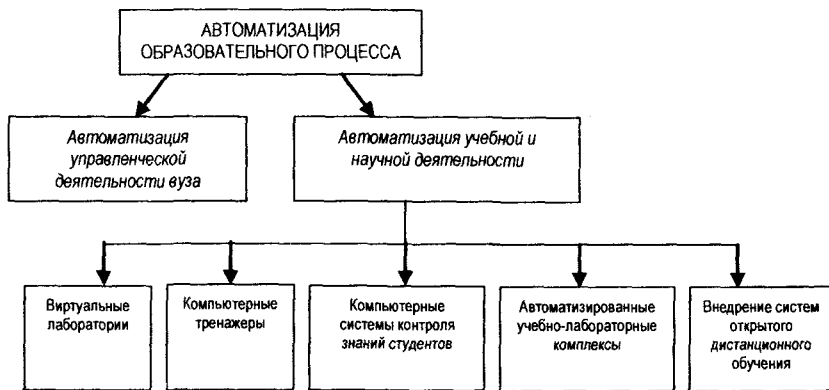 АВТОМАТИЗАЦИЯ
ОБРАЗОВАТЕЛЬНОГО ПРОЦЕССА
Автоматизация
управленческой
деятельности вуза
Автоматизация учебной и
научной деятельности
Виртуальные
лаборатории
Компьютерные
тренажеры
Компьютерные
системы контроля
знаний студентов
Автоматизированные
учебно-лабораторные
комплексы
Внедрение систем
открытого
дистанционного
обучения